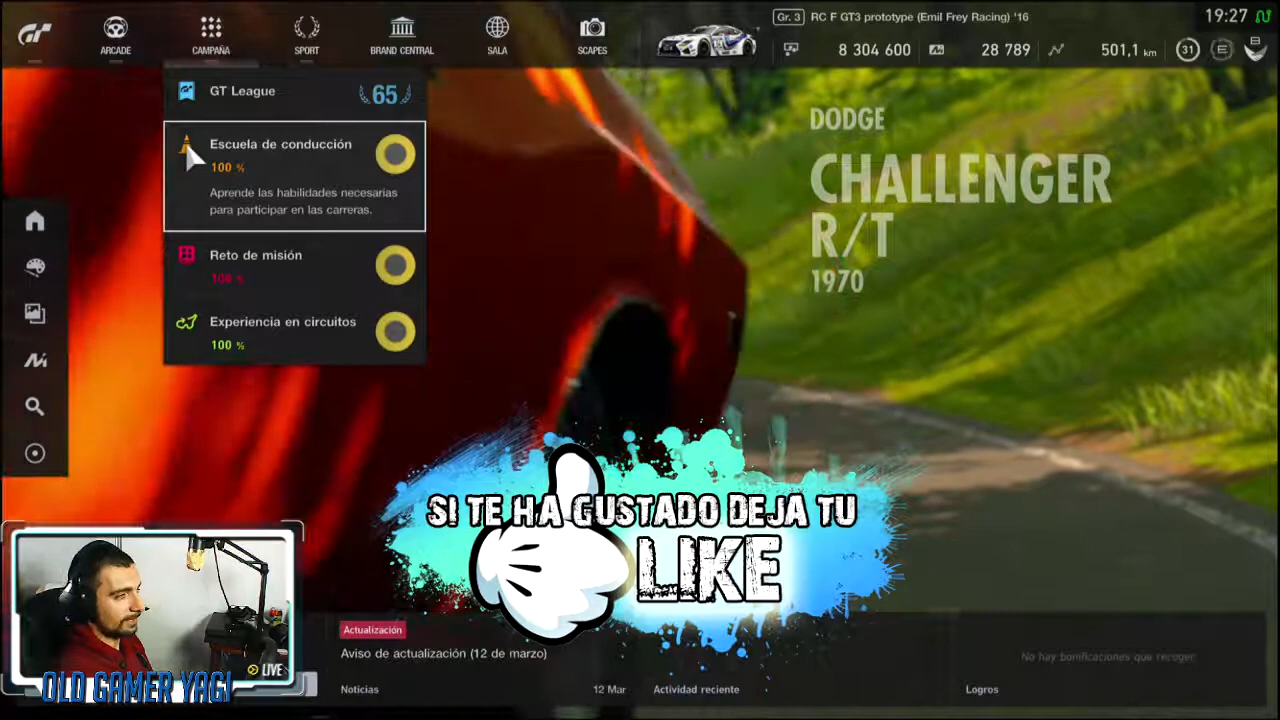 ARCADE
CAMPAÑA
SPORT
BRAND CENTRAL
SALA
SCAPES
Gr. 3 RC F GT3 prototype (Emil Frey Racing) '16
8 304 600
28 789
501,1 km
31
E
B
19:27
GT League
65
Escuela de conducción
100 %
Aprende las habilidades necesarias
para participar en las carreras.
Reto de misión
100 %
Experiencia en circuitos
100 %
DODGE
CHALLENGER
R/T
1970
SI TE HA GUSTADO DEJA TU
LIKE
LIVE
OLD GAMER YAGI
Actualización
Aviso de actualización (12 de marzo)
Noticias
12 Mar
Actividad reciente
No hay bonificaciones que recoger.
Logros